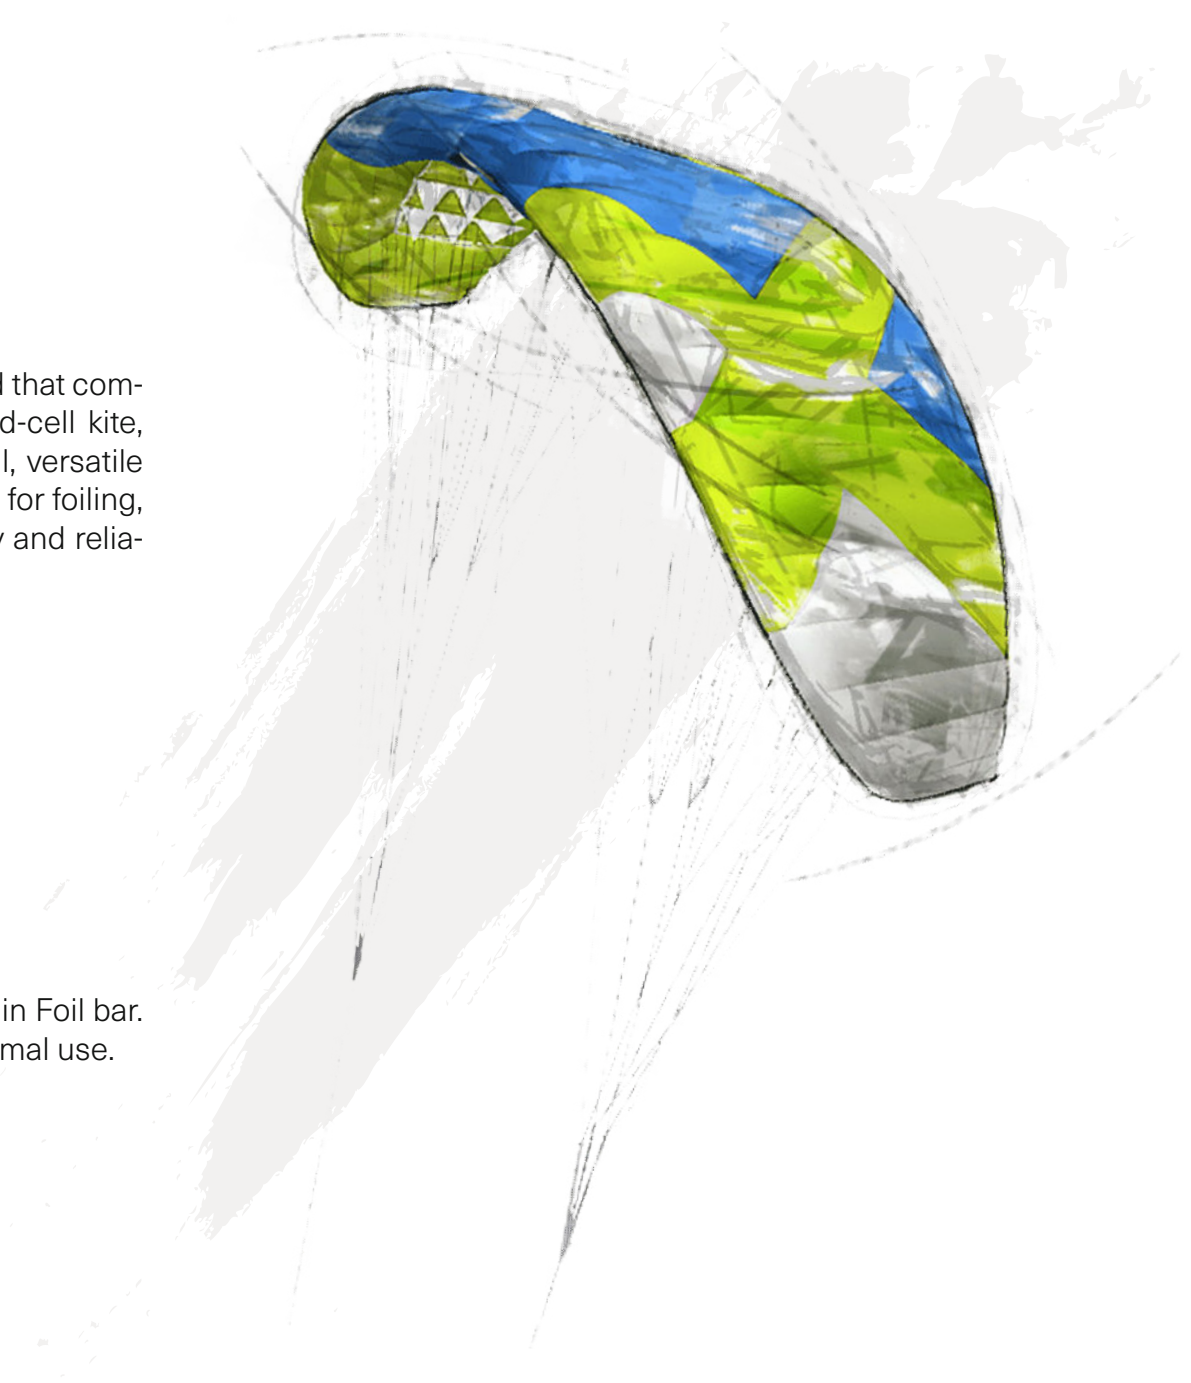 that com-
d-cell kite,
l, versatile
for foiling,
and relia-
in Foil bar.
mal use.